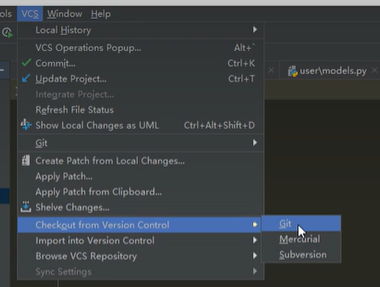 ols VCS Window Help
Local History
VCS Operations Popup... Alt+`
Commit... Ctrl+K
Update Project... Ctrl+T
Integrate Project...
Refresh File Status
Show Local Changes as UML Ctrl+Alt+Shift+D
user\models.py
Git
Create Patch from Local Changes...
Apply Patch...
Apply Patch from Clipboard...
Shelve Changes...
Checkout from Version Control
Git
Import into Version Control
Mercurial
Browse VCS Repository
Subversion
Sync Settings